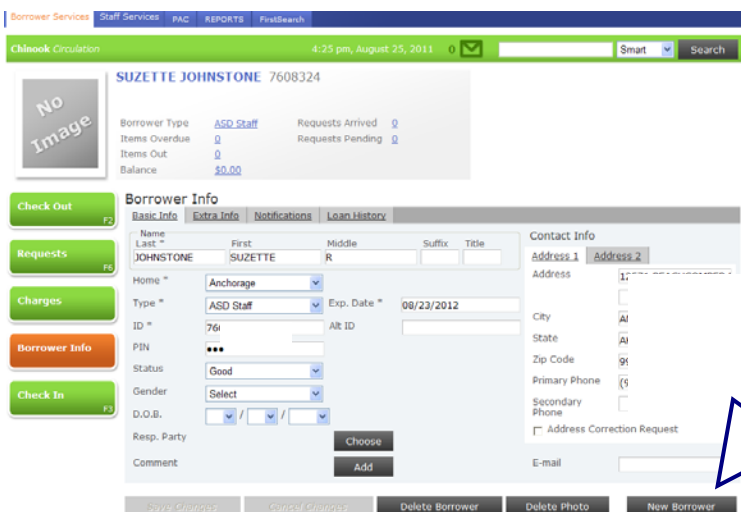 Borrower Services Staff Services PAC REPORTS FirstSearch
Chinook Circulation 4:25 pm, August 25, 2011 0 Smart Search
SUZETTE JOHNSTONE 7608324
No Image
Borrower Type ASD Staff Requests Arrived 0
Items Overdue 0 Requests Pending 0
Items Out 0
Balance $0.00
Check Out F2
Requests F6
Charges
Borrower Info
Check In F3
Borrower Info
Basic Info Extra Info Notifications Loan History
Name
Last * First Middle Suffix Title
JOHNSTONE SUZETTE R
Home * Anchorage
Type * ASD Staff Exp. Date * 08/23/2012
ID * 76 Alt ID
PIN •••
Status Good
Gender Select
D.O.B. / /
Resp. Party Choose
Comment Add
Contact Info
Address 1 Address 2
Address
City
State
Zip Code 99
Primary Phone (9
Secondary
Phone
Address Correction Request
E-mail
Save Changes Cancel Changes Delete Borrower Delete Photo New Borrower